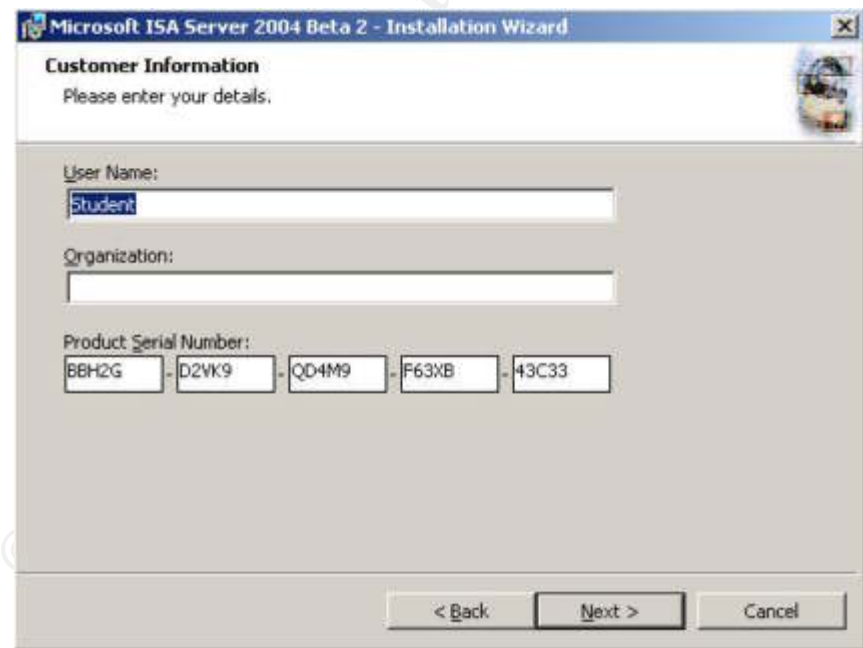 Microsoft ISA Server 2004 Beta 2 - Installation Wizard
Customer Information
Please enter your details.
User Name:
Student
Organization:
Product Serial Number:
BBH2G - D2VK9 - QD4M9 - F63XB - 43C33
< Back Next > Cancel